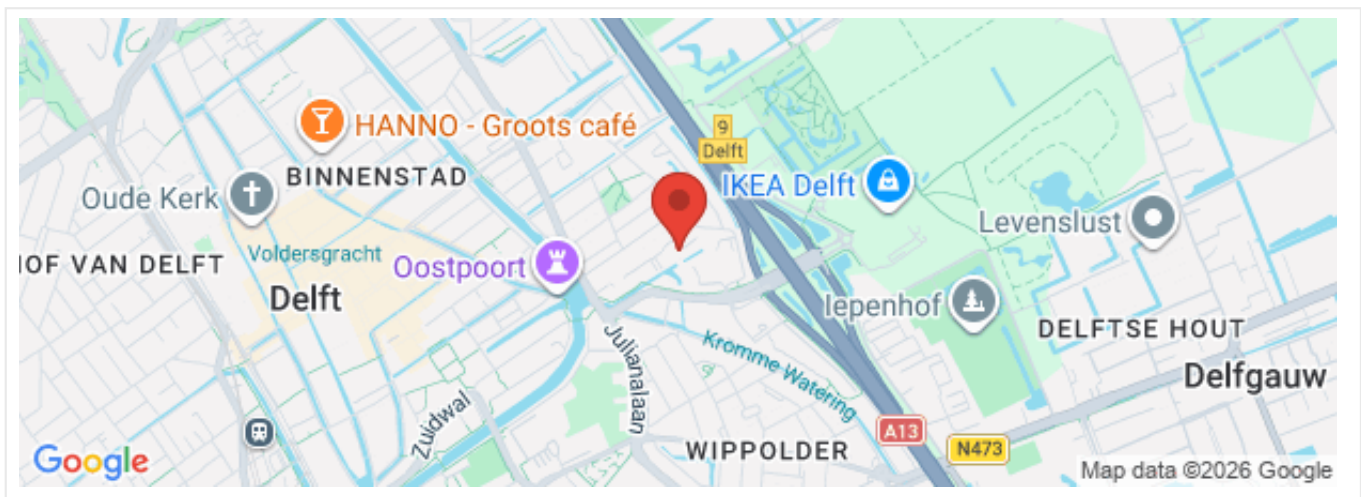 HANNO - Groots café
9
Delft
BINNENSTAD
IKEA Delft
Oude Kerk
Levenslust
Voldersgracht
HOF VAN DELFT
Oostpoort
Delft
Iepenhof
DELFTSE HOUT
Julianalaan
Kromme Watering
Delfgauw
Zuidwal
A13
WIPPOLDER
N473
Google
Map data ©2026 Google